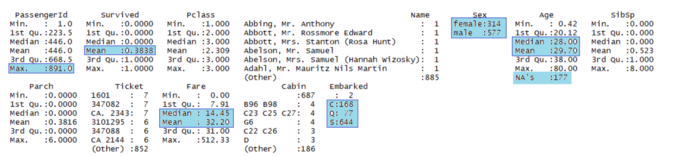 PassengerId Survived Pclass Name Sex Age SibSp
Min. : 1.0 Min. :0.0000 Min. :1.000 Abbing, Mr. Anthony : 1 female:314 Min. : 0.42 Min. :0.000
1st Qu.:223.5 1st Qu.:0.0000 1st Qu.:2.000 Abbott, Mr. Rossmore Edward : 1 male :577 1st Qu.:20.12 1st Qu.:0.000
Median :446.0 Median :0.0000 Median :3.000 Abbott, Mrs. Stanton (Rosa Hunt) : 1 Median :28.00 Median :0.000
Mean :446.0 Mean :0.3838 Mean :2.309 Abelson, Mr. Samuel : 1 Mean :29.70 Mean :0.523
3rd Qu.:668.5 3rd Qu.:1.0000 3rd Qu.:3.000 Abelson, Mrs. Samuel (Hannah Wizosky): 1 3rd Qu.:38.00 3rd Qu.:1.000
Max. :891.0 Max. :1.0000 Max. :3.000 Adahl, Mr. Mauritz Nils Martin : 1 Max. :80.00 Max. :8.000
(Other) :885 NA's :177
Parch Ticket Fare Cabin Embarked
Min. :0.0000 1601 : 7 Min. : 0.00 :687 : 2
1st Qu.:0.0000 347082 : 7 1st Qu.: 7.91 B96 B98 : 4 C:168
Median :0.0000 CA. 2343: 7 Median : 14.45 C23 C25 C27: 4 Q: 77
Mean :0.3816 3101295 : 6 Mean : 32.20 G6 : 4 S:644
3rd Qu.:0.0000 347088 : 6 3rd Qu.: 31.00 C22 C26 : 3
Max. :6.0000 CA 2144 : 6 Max. :512.33 D : 3
(Other) :852 (Other) :186